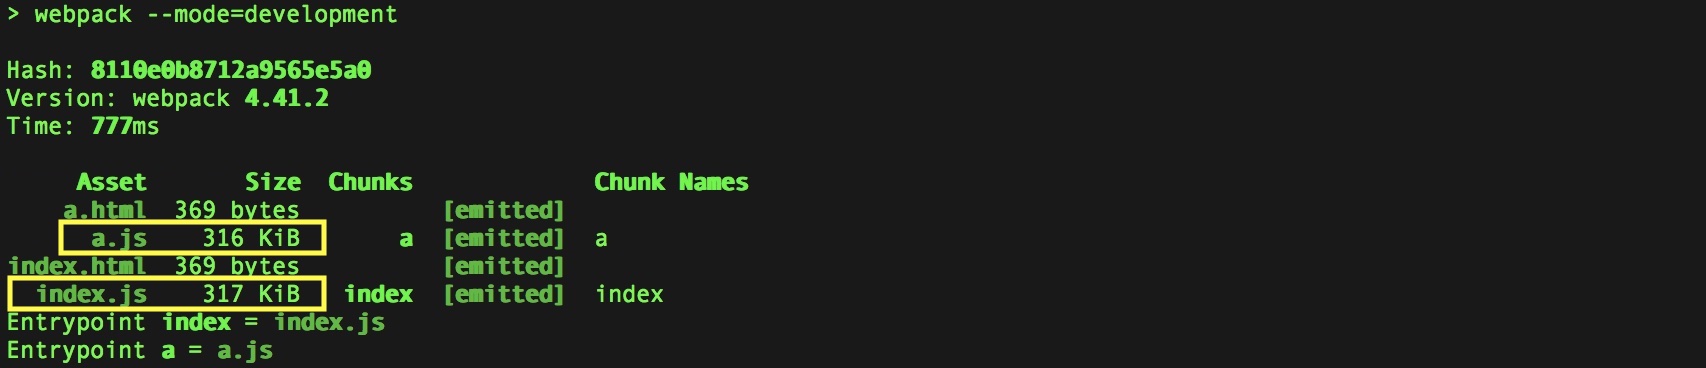 > webpack --mode=development
Hash: 8110e0b8712a9565e5a0
Version: webpack 4.41.2
Time: 777ms
Asset Size Chunks Chunk Names
a.html 369 bytes [emitted]
a.js 316 KiB a [emitted] a
index.html 369 bytes [emitted]
index.js 317 KiB index [emitted] index
Entrypoint index = index.js
Entrypoint a = a.js